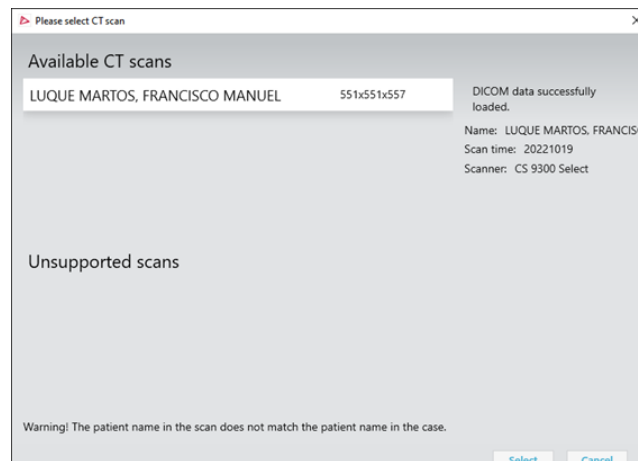 Please select CT scan
Available CT scans
LUQUE MARTOS, FRANCISCO MANUEL 551x551x557
DICOM data successfully
loaded.
Name: LUQUE MARTOS, FRANCIS
Scan time: 20221019
Scanner: CS 9300 Select
Unsupported scans
Warning! The patient name in the scan does not match the patient name in the case.
Select Cancel